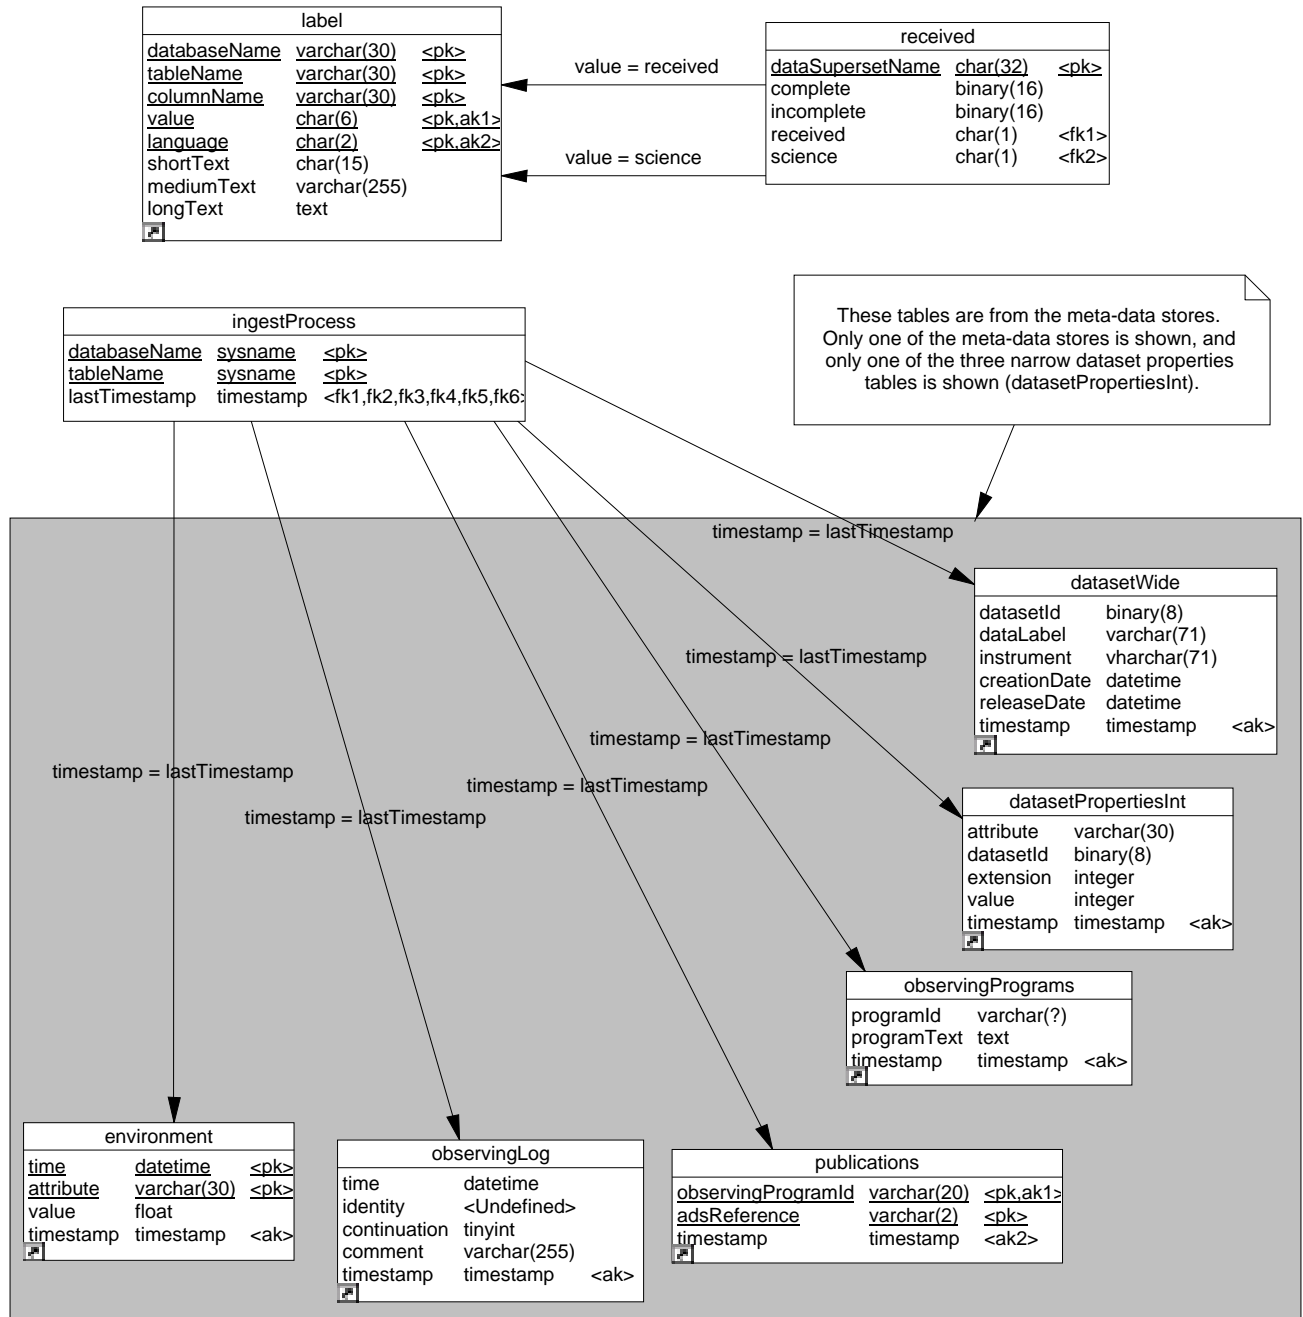 label
databaseName varchar(30) <pk>
tableName varchar(30) <pk>
columnName varchar(30) <pk>
value char(6) <pk,ak1>
language char(2) <pk,ak2>
shortText char(15)
mediumText varchar(255)
longText text
value = received
value = science
received
dataSupersetName char(32) <pk>
complete binary(16)
incomplete binary(16)
received char(1) <fk1>
science char(1) <fk2>
ingestProcess
databaseName sysname <pk>
tableName sysname <pk>
lastTimestamp timestamp <fk1,fk2,fk3,fk4,fk5,fk6>
These tables are from the meta-data stores.
Only one of the meta-data stores is shown, and
only one of the three narrow dataset properties
tables is shown (datasetPropertiesInt).
timestamp = lastTimestamp
datasetWide
datasetId binary(8)
dataLabel varchar(71)
instrument vharchar(71)
creationDate datetime
releaseDate datetime
timestamp timestamp <ak>
timestamp = lastTimestamp
timestamp = lastTimestamp
timestamp = lastTimestamp
timestamp = lastTimestamp
timestamp = lastTimestamp
datasetPropertiesInt
attribute varchar(30)
datasetId binary(8)
extension integer
value integer
timestamp timestamp <ak>
observingPrograms
programId varchar(?)
programText text
timestamp timestamp <ak>
environment
time datetime <pk>
attribute varchar(30) <pk>
value float
timestamp timestamp <ak>
observingLog
time datetime
identity <Undefined>
continuation tinyint
comment varchar(255)
timestamp timestamp <ak>
publications
observingProgramId varchar(20) <pk,ak1>
adsReference varchar(2) <pk>
timestamp timestamp <ak2>